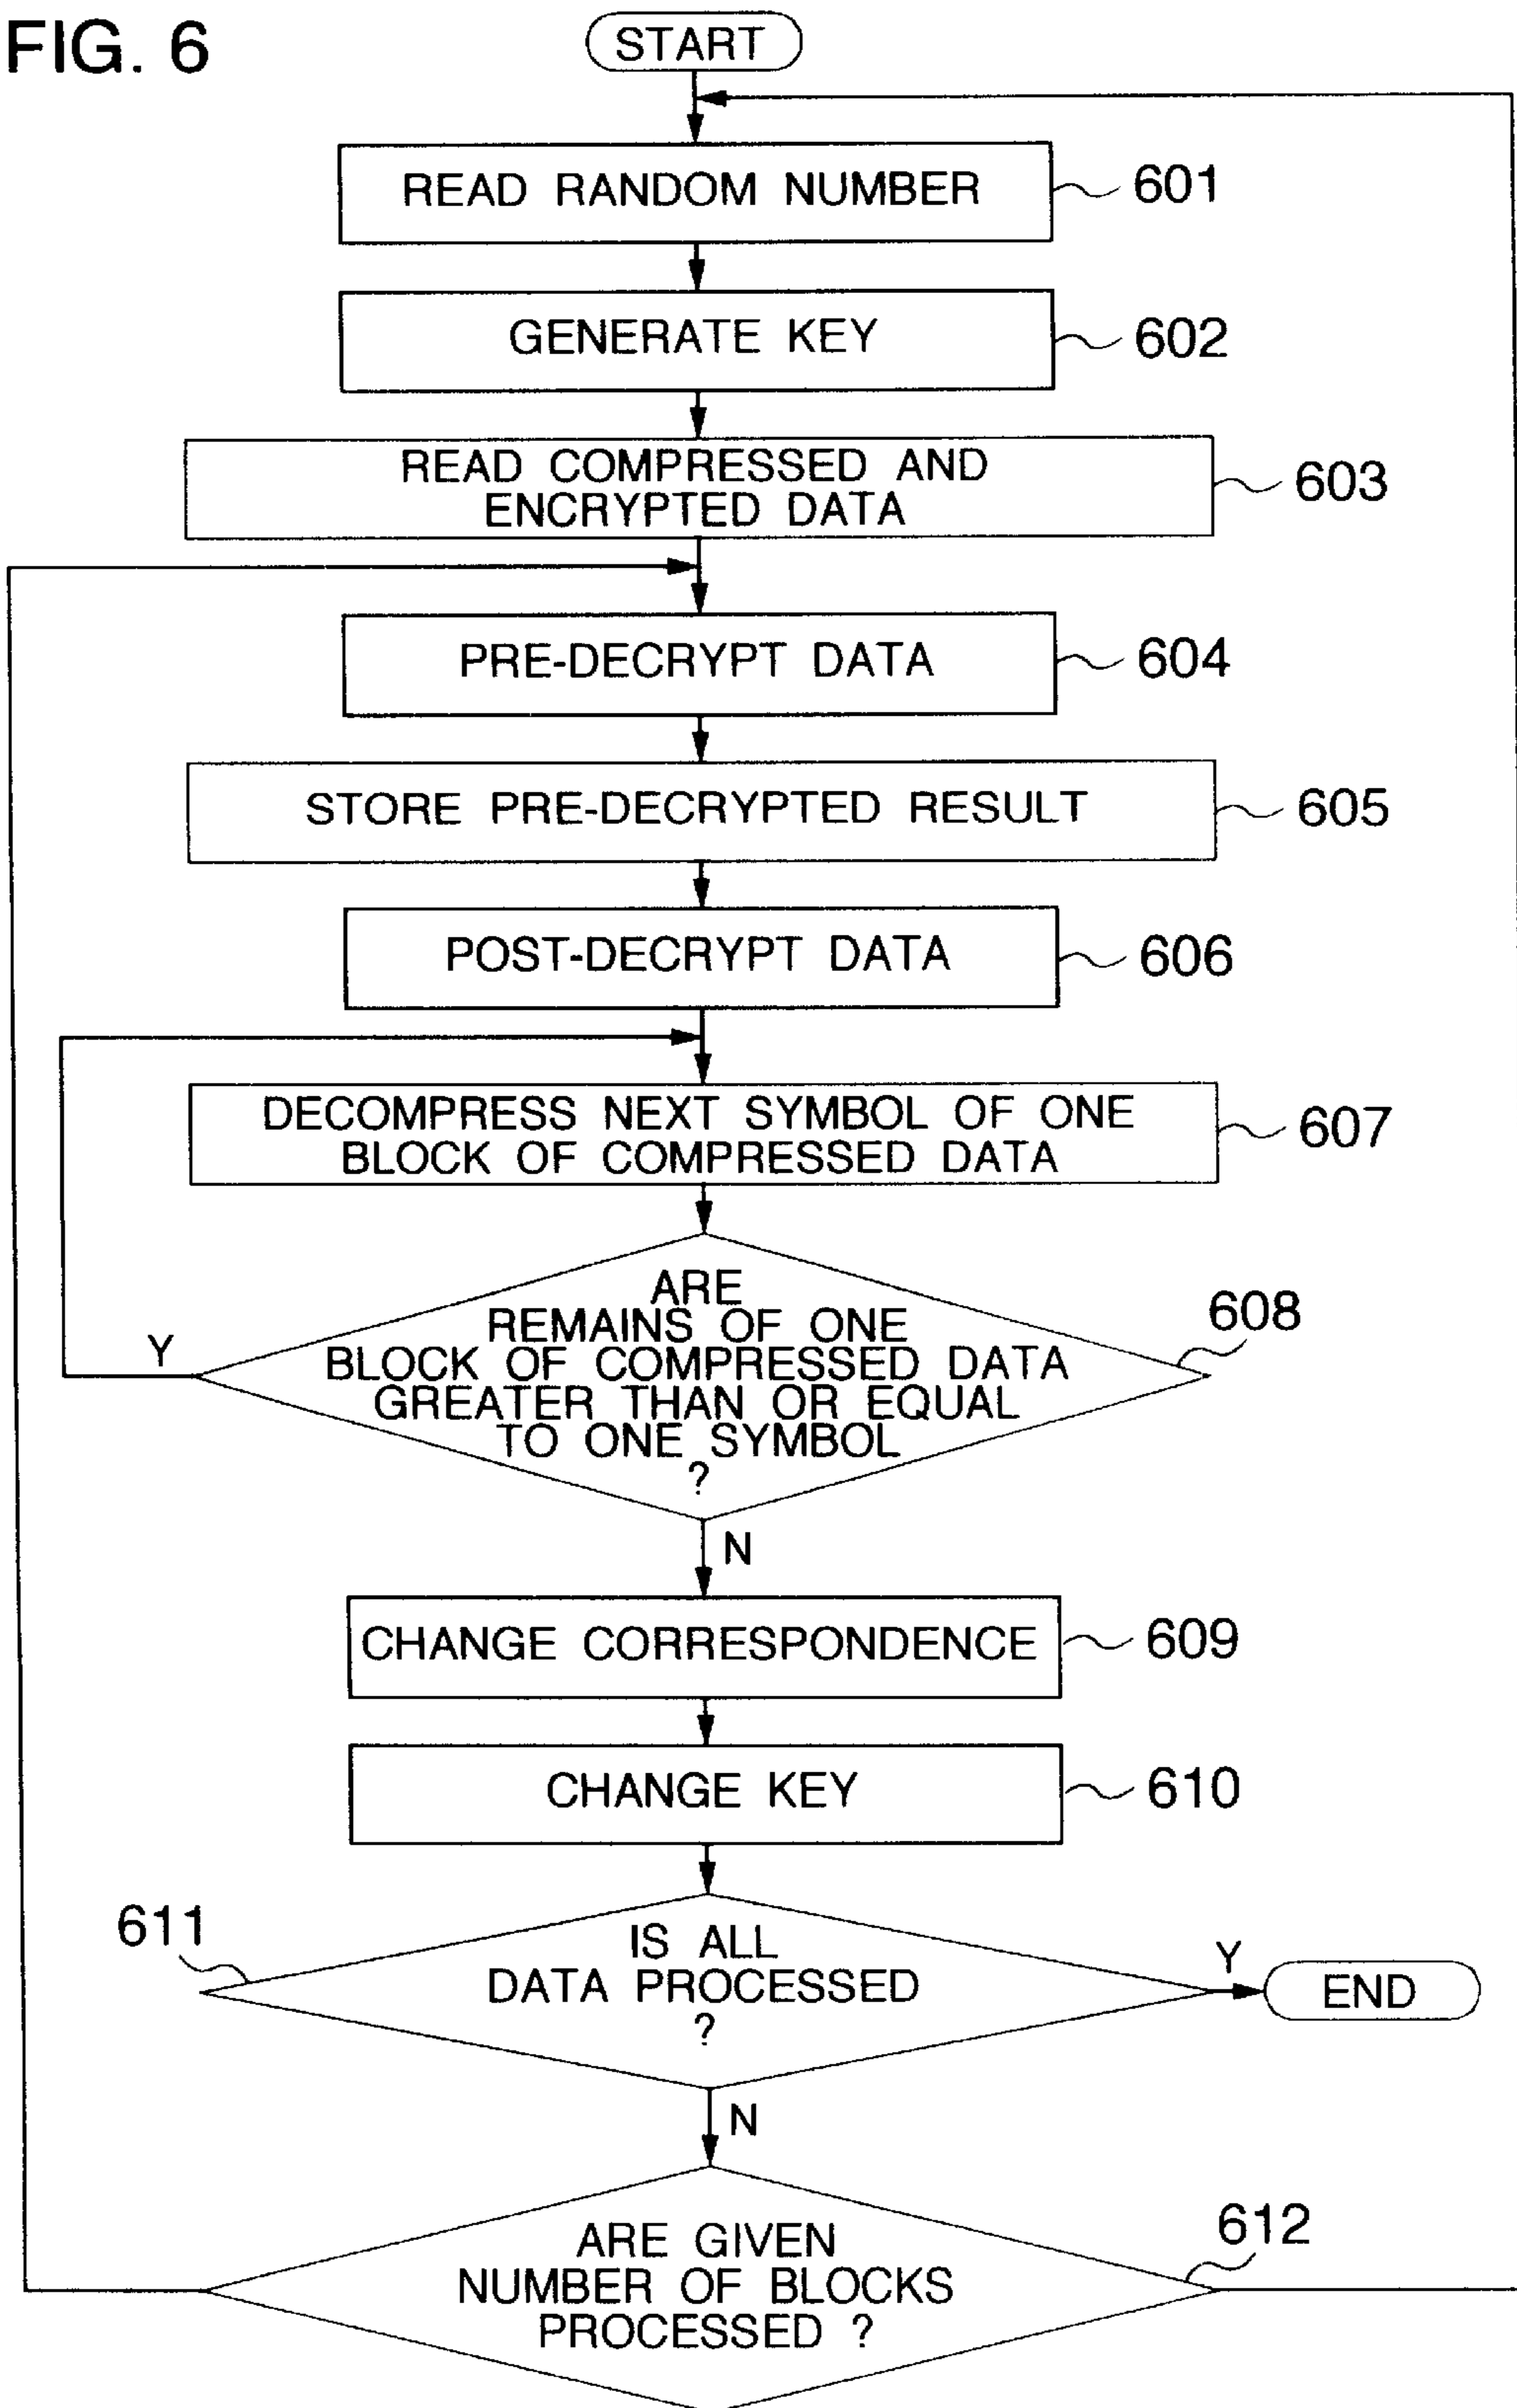 FIG. 6
START
READ RANDOM NUMBER
601
GENERATE KEY
602
READ COMPRESSED AND
ENCRYPTED DATA
603
PRE-DECRYPT DATA
604
STORE PRE-DECRYPTED RESULT
605
POST-DECRYPT DATA
606
DECOMPRESS NEXT SYMBOL OF ONE
BLOCK OF COMPRESSED DATA
607
ARE
REMAINS OF ONE
BLOCK OF COMPRESSED DATA
GREATER THAN OR EQUAL
TO ONE SYMBOL
?
608
Y
N
CHANGE CORRESPONDENCE
609
CHANGE KEY
610
611
IS ALL
DATA PROCESSED
?
Y
END
N
ARE GIVEN
NUMBER OF BLOCKS
PROCESSED ?
612